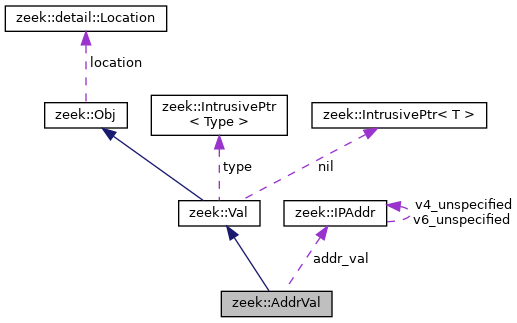 zeek::detail::Location
location
zeek::Obj
zeek::IntrusivePtr
< Type >
zeek::IntrusivePtr< T >
type
nil
zeek::Val
zeek::IPAddr
v4_unspecified
v6_unspecified
addr_val
zeek::AddrVal